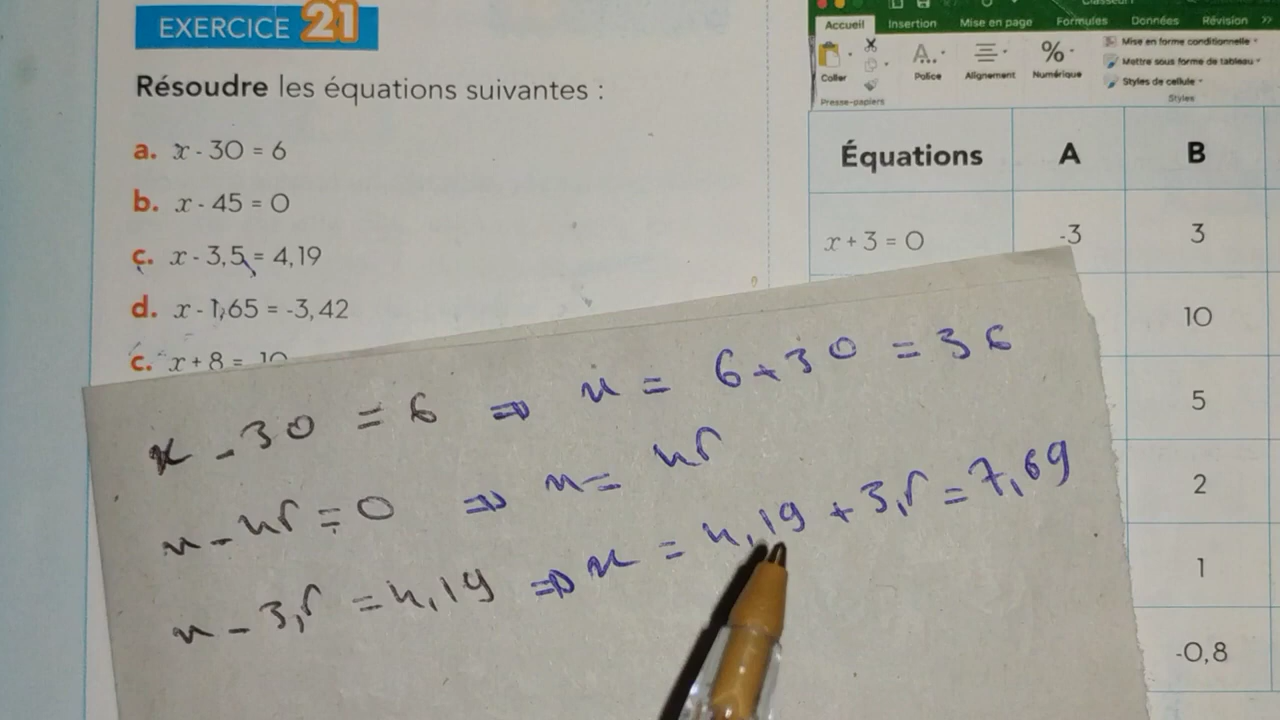 EXERCICE 21
Résoudre les équations suivantes :
a. x - 30 = 6
b. x - 45 = 0
c. x - 3,5 = 4,19
d. x - 1,65 = -3,42
c. x + 8 = 10
Accueil Insertion Mise en page Formules Données Révision >>
Coller
Police
Alignement
%
Numérique
Mise en forme conditionnelle
Mettre sous forme de tableau
Styles de cellule
Presse-papiers
Styles
Équations A B
x + 3 = 0 -3 3
10
5
2
1
-0,8
x - 30 = 6 ⇒ x = 6 + 30 = 36
x - 45 = 0 ⇒ x = 45
x - 3,5 = 4,19 ⇒ x = 4,19 + 3,5 = 7,69